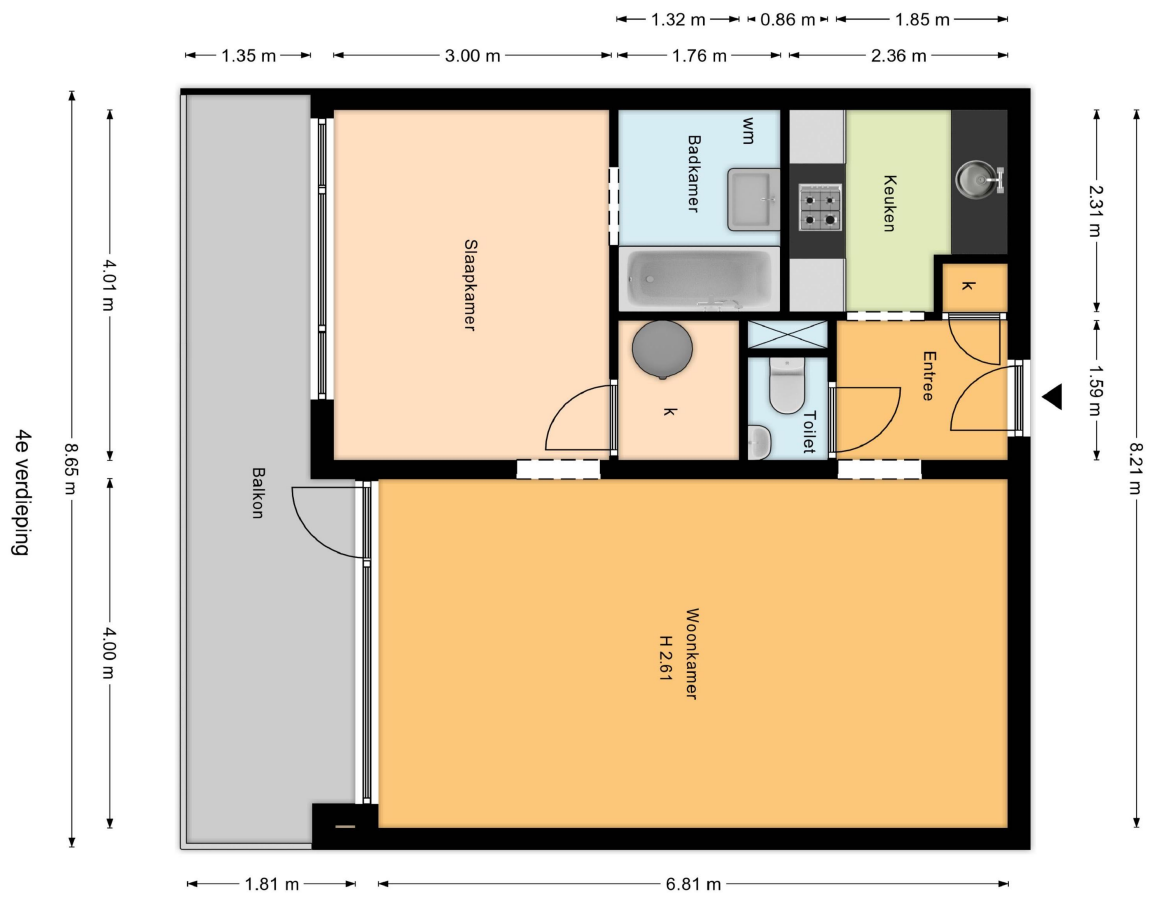 1.32 m
0.86 m
1.85 m
1.35 m
3.00 m
1.76 m
2.36 m
wm
Badkamer
Keuken
2.31 m
Slaapkamer
4.01 m
k
Entree
1.59 m
k
Toilet
4e verdieping
8.65 m
Balkon
8.21 m
Woonkamer
H 2.61
4.00 m
1.81 m
6.81 m